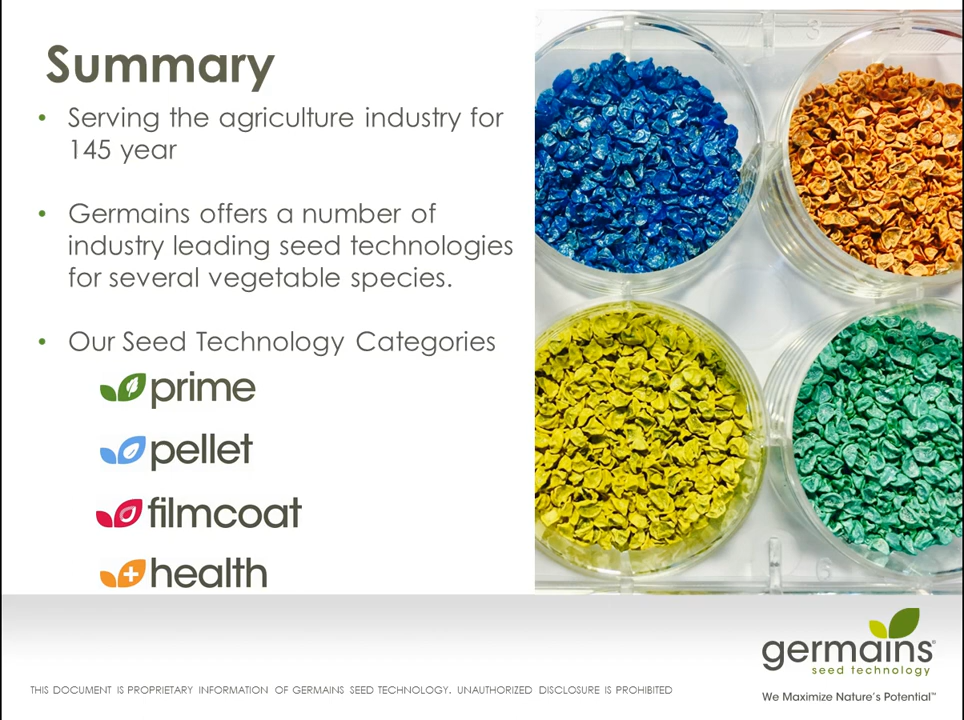 Summary
• Serving the agriculture industry for
145 year
• Germains offers a number of
industry leading seed technologies
for several vegetable species.
• Our Seed Technology Categories
prime
pellet
filmcoat
health
germains®
seed technology
We Maximize Nature's Potential™
THIS DOCUMENT IS PROPRIETARY INFORMATION OF GERMAINS SEED TECHNOLOGY. UNAUTHORIZED DISCLOSURE IS PROHIBITED